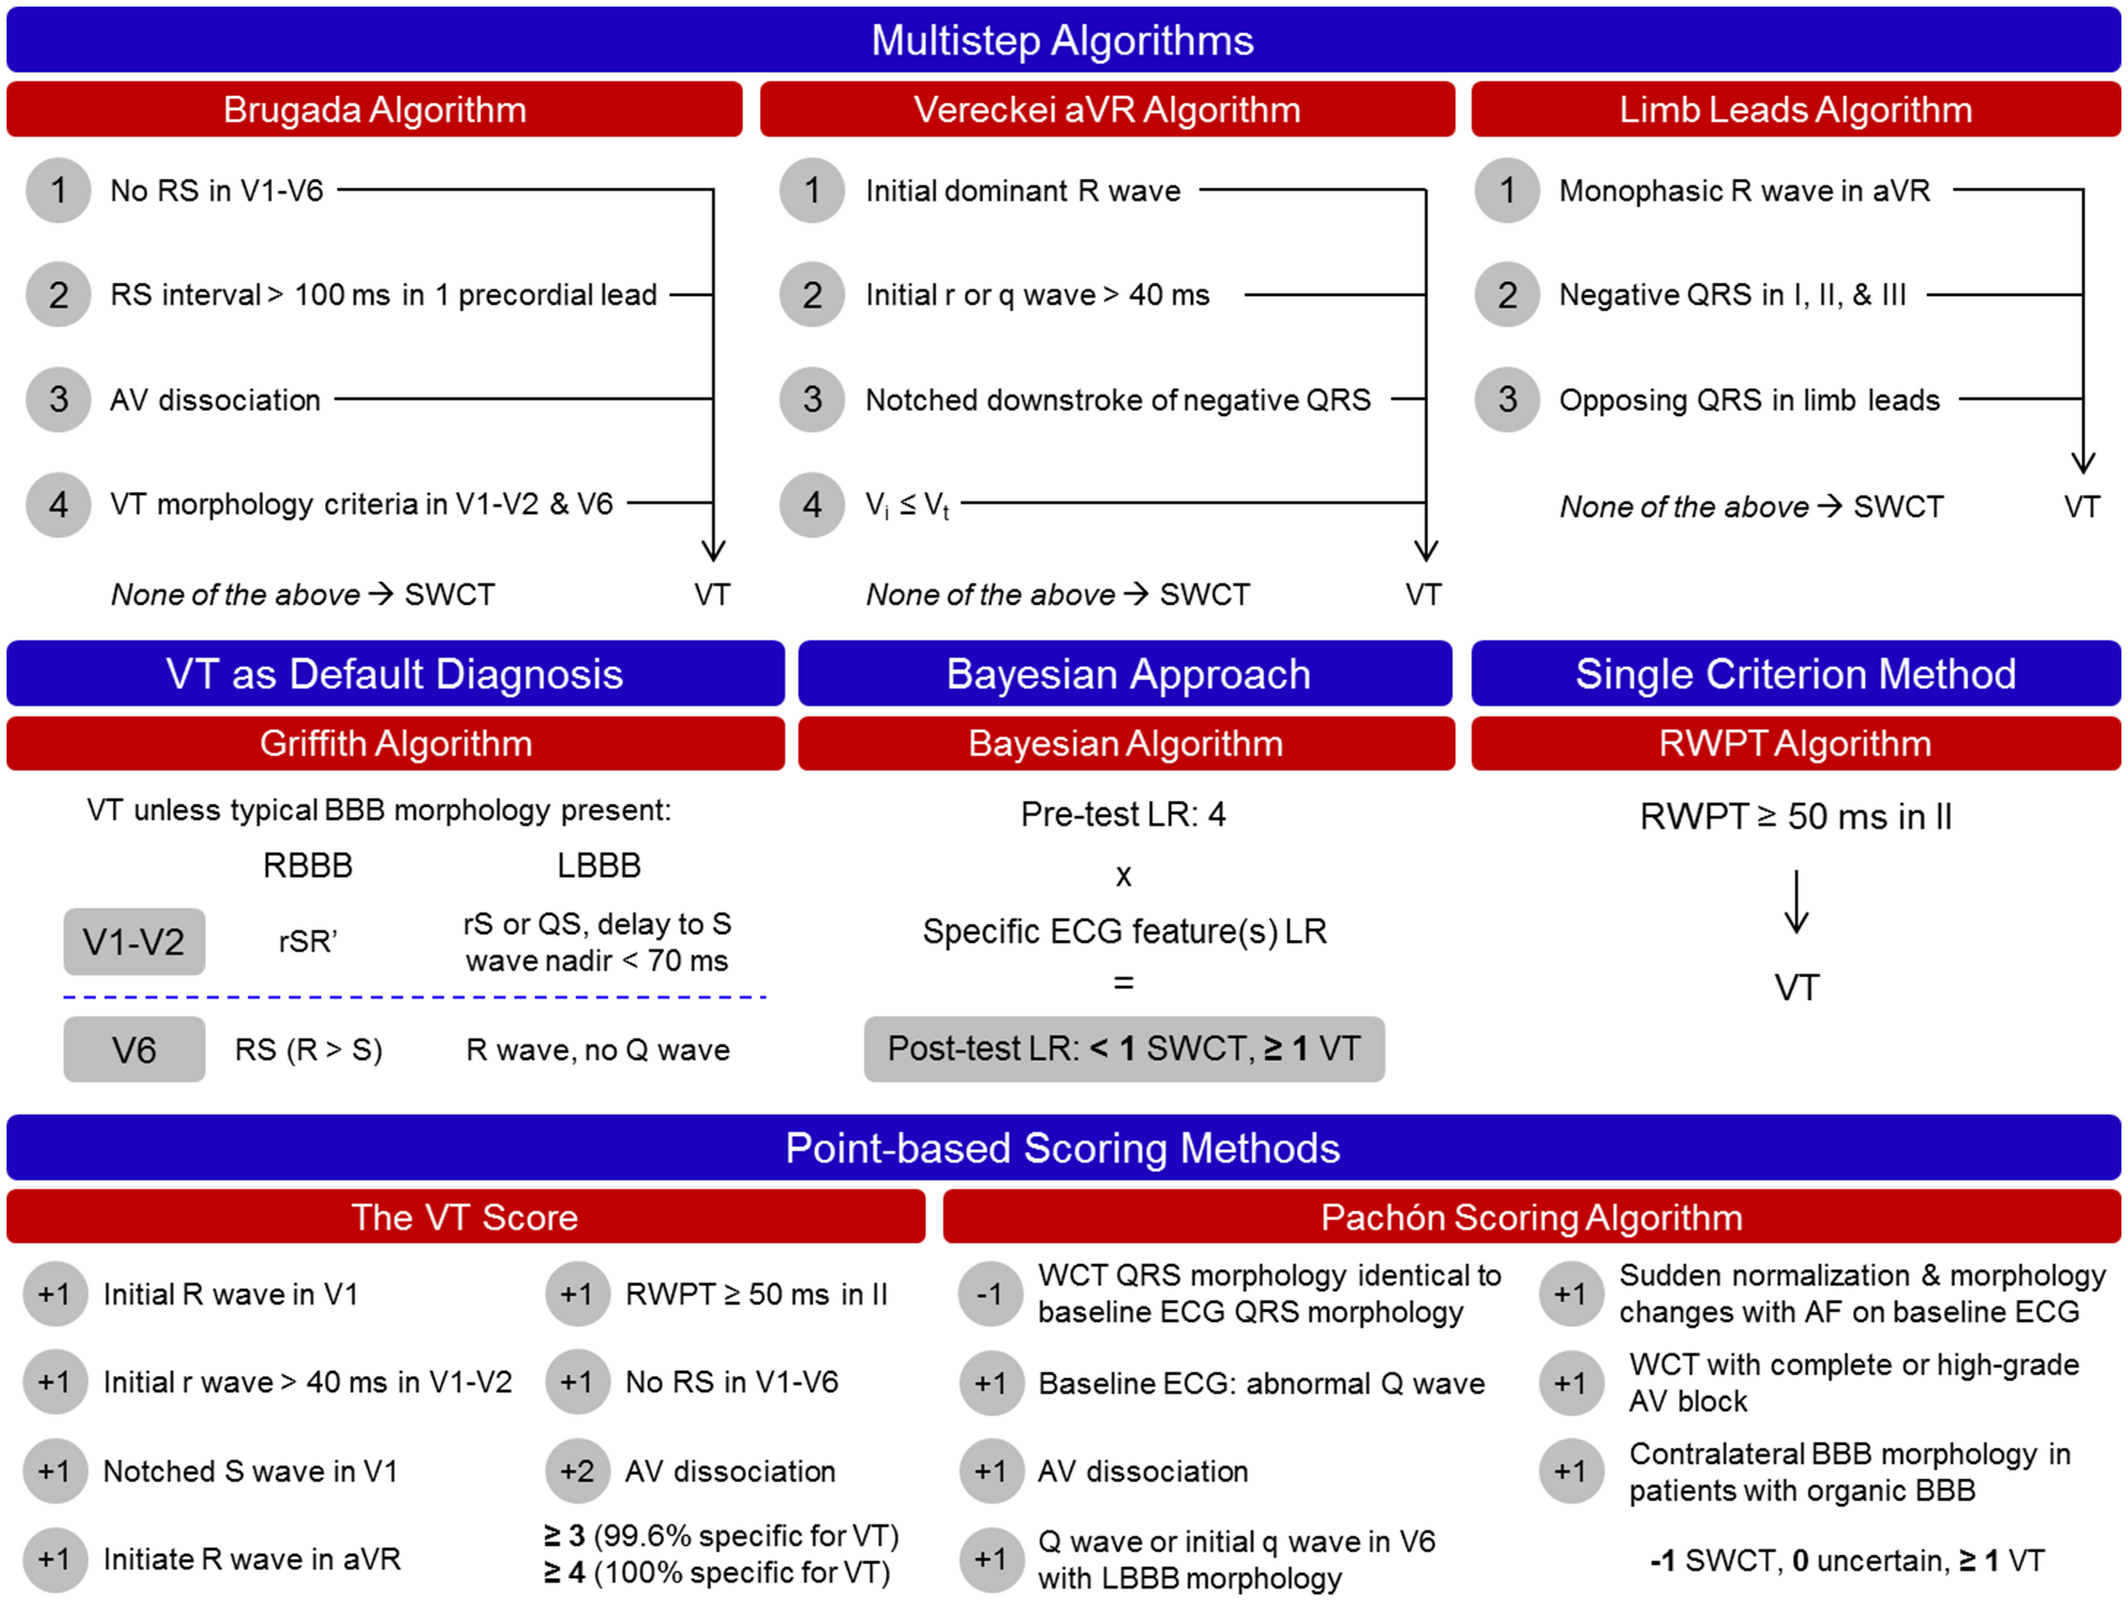 Multistep Algorithms
Brugada Algorithm
1 No RS in V1-V6
2 RS interval > 100 ms in 1 precordial lead
3 AV dissociation
4 VT morphology criteria in V1-V2 & V6
None of the above → SWCT
VT
Vereckei aVR Algorithm
1 Initial dominant R wave
2 Initial r or q wave > 40 ms
3 Notched downstroke of negative QRS
4 Vi ≤ Vt
None of the above → SWCT
VT
Limb Leads Algorithm
1 Monophasic R wave in aVR
2 Negative QRS in I, II, & III
3 Opposing QRS in limb leads
None of the above → SWCT
VT
VT as Default Diagnosis
Griffith Algorithm
VT unless typical BBB morphology present:
RBBB LBBB
V1-V2
rSR’
rS or QS, delay to S
wave nadir < 70 ms
V6
RS (R > S)
R wave, no Q wave
Bayesian Approach
Bayesian Algorithm
Pre-test LR: 4
x
Specific ECG feature(s) LR
=
Post-test LR: < 1 SWCT, ≥ 1 VT
Single Criterion Method
RWPT Algorithm
RWPT ≥ 50 ms in II
VT
Point-based Scoring Methods
The VT Score
+1 Initial R wave in V1
+1 Initial r wave > 40 ms in V1-V2
+1 Notched S wave in V1
+1 Initiate R wave in aVR
+1 RWPT ≥ 50 ms in II
+1 No RS in V1-V6
+2 AV dissociation
≥ 3 (99.6% specific for VT)
≥ 4 (100% specific for VT)
Pachón Scoring Algorithm
-1 WCT QRS morphology identical to
baseline ECG QRS morphology
+1 Baseline ECG: abnormal Q wave
+1 AV dissociation
+1 Q wave or initial q wave in V6
with LBBB morphology
+1 Sudden normalization & morphology
changes with AF on baseline ECG
+1 WCT with complete or high-grade
AV block
+1 Contralateral BBB morphology in
patients with organic BBB
-1 SWCT, 0 uncertain, ≥ 1 VT